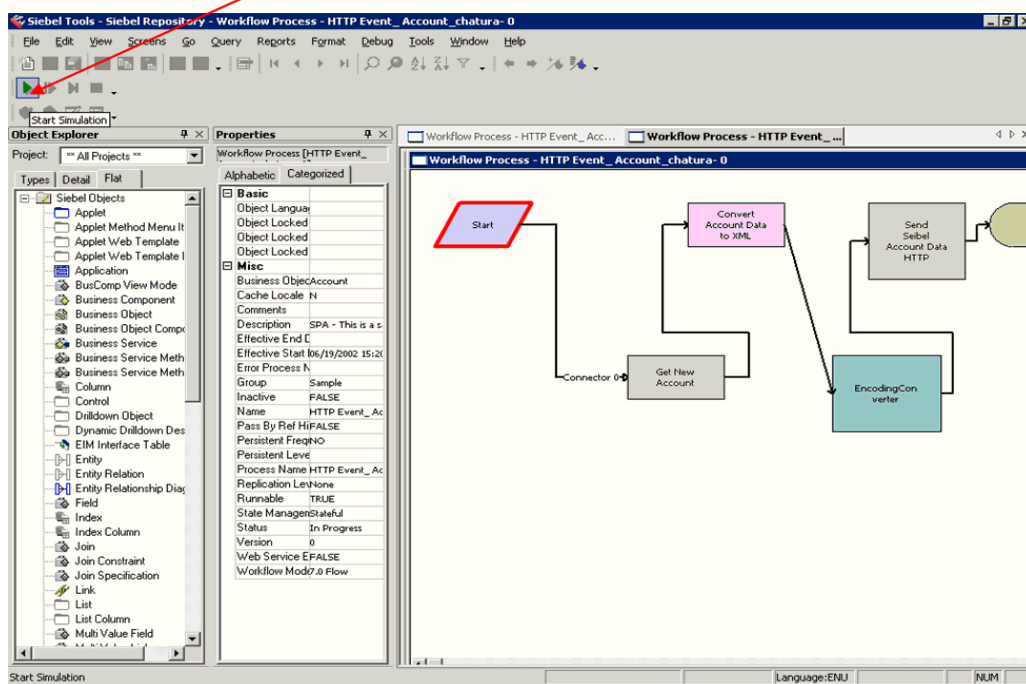 Siebel Tools - Siebel Repository - Workflow Process - HTTP Event_ Account_chatura- 0
File Edit View Screens Go Query Reports Format Debug Tools Window Help
Start Simulation
Object Explorer
Project: ** All Projects **
Types Detail Flat
Siebel Objects
Applet
Applet Method Menu It
Applet Web Template
Applet Web Template I
Application
BusComp View Mode
Business Component
Business Object
Business Object Compo
Business Service
Business Service Meth
Business Service Meth
Column
Control
Drilldown Object
Dynamic Drilldown Des
EIM Interface Table
Entity
Entity Relation
Entity Relationship Diag
Field
Index
Index Column
Join
Join Constraint
Join Specification
Link
List
List Column
Multi Value Field
Properties
Workflow Process [HTTP Event_
Alphabetic Categorized
Basic
Object Languag
Object Locked
Object Locked
Object Locked
Misc
Business Objec Account
Cache Locale N
Comments
Description SPA - This is a s
Effective End D
Effective Start 06/19/2002 15:20
Error Process N
Group Sample
Inactive FALSE
Name HTTP Event_ Ac
Pass By Ref Hi FALSE
Persistent Freq NO
Persistent Leve
Process Name HTTP Event_ Ac
Replication Lev None
Runnable TRUE
State Managem Stateful
Status In Progress
Version 0
Web Service E FALSE
Workflow Mode 7.0 Flow
Workflow Process - HTTP Event_ Acc...
Workflow Process - HTTP Event_ ...
Workflow Process - HTTP Event_ Account_chatura- 0
Start
Connector 0
Get New
Account
Convert
Account Data
to XML
EncodingCon
verter
Send
Seibel
Account Data
HTTP
Start Simulation
Language:ENU
NUM